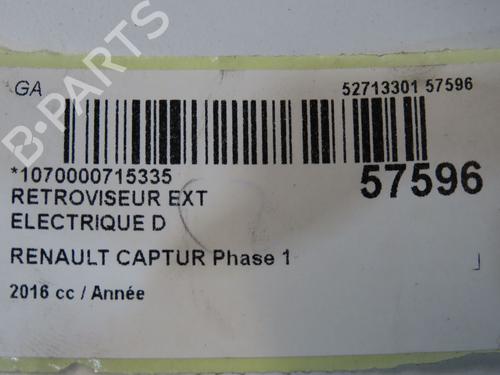 GA
52713301 57596
B-PARTS
*1070000715335
57596
RETROVISEUR EXT
ELECTRIQUE D
RENAULT CAPTUR Phase 1
2016 cc / Année